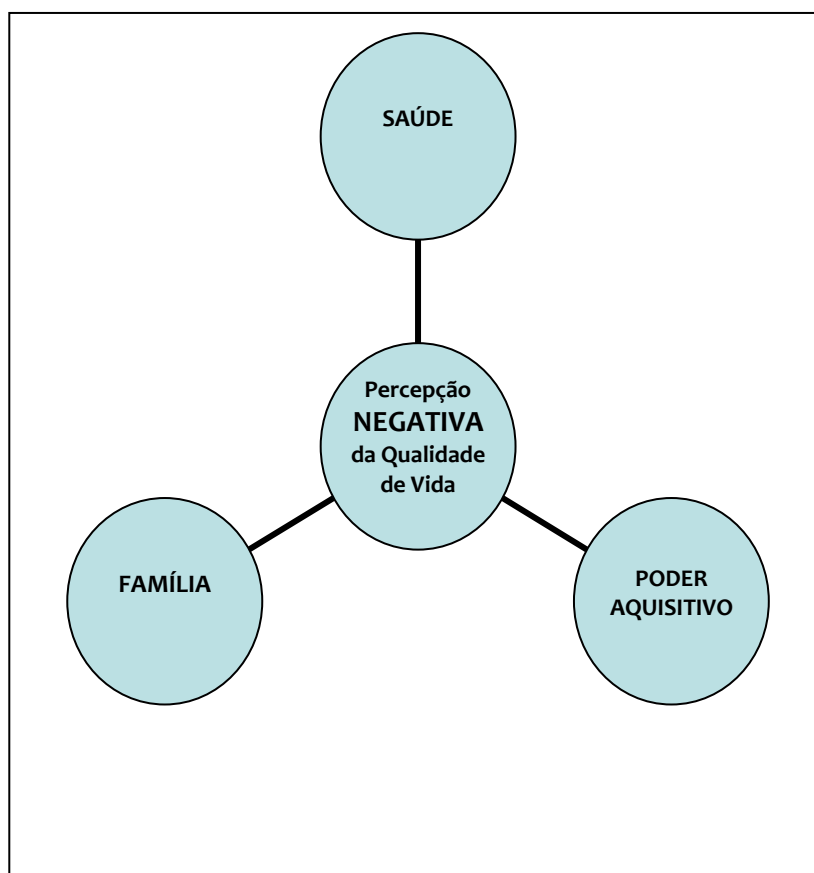 SAÚDE
Percepção
NEGATIVA
da Qualidade
de Vida
FAMÍLIA
PODER
AQUISITIVO